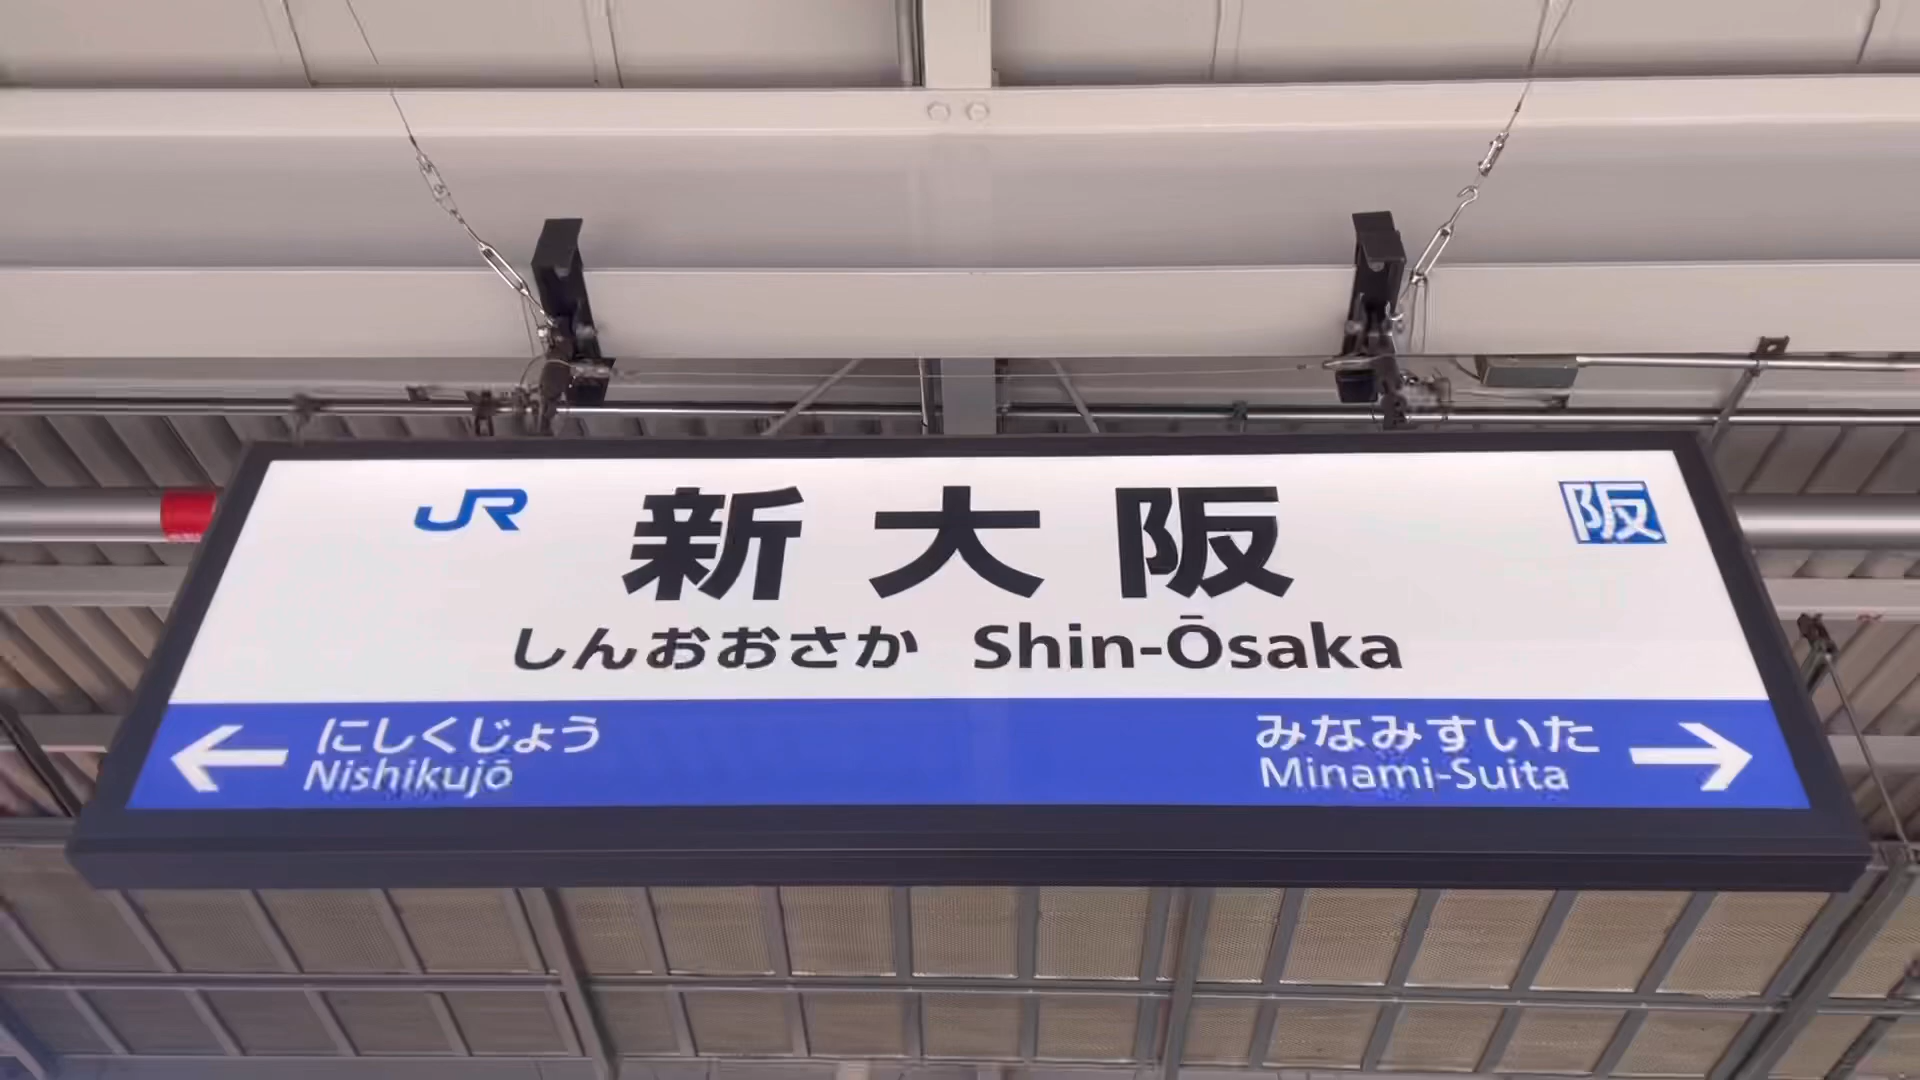 JR 新大阪 阪
しんおおさか Shin-Ōsaka
← にしくじょう みなみすいた →
Nishikujō Minami-Suita